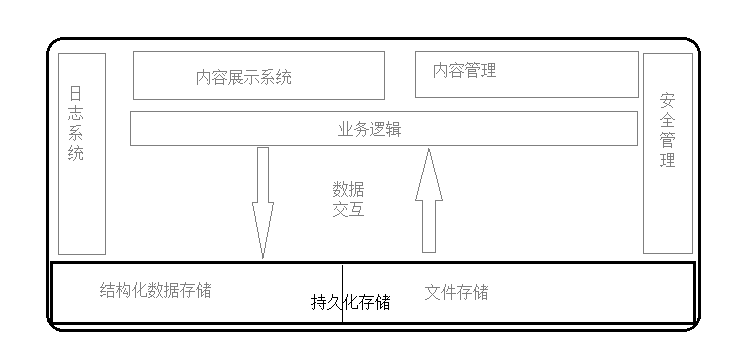 日志系统
内容展示系统
内容管理
安全管理
业务逻辑
数据
交互
结构化数据存储
持久化存储
文件存储